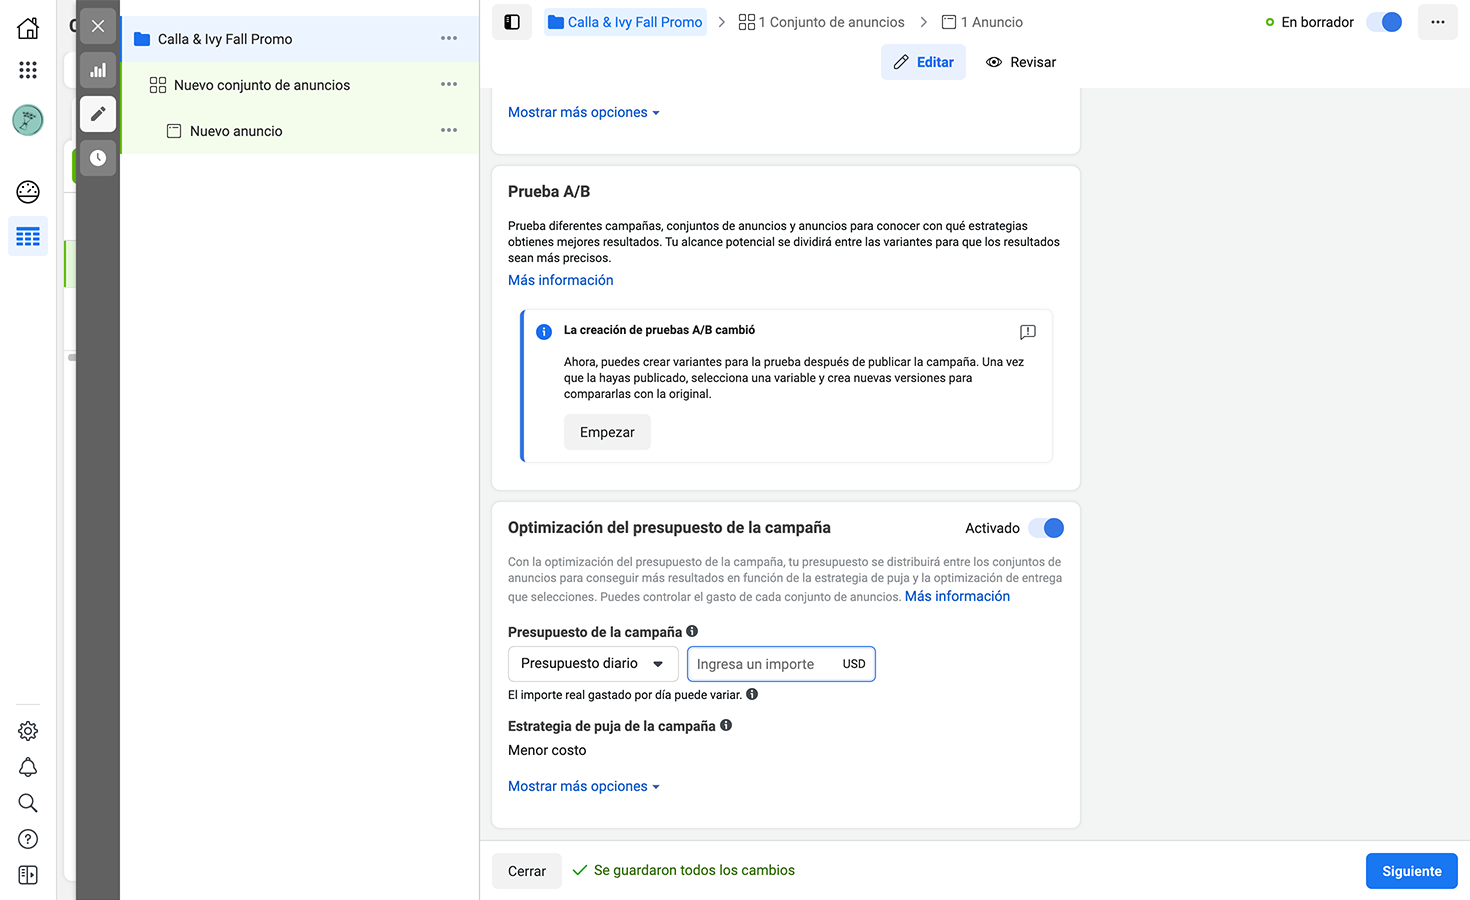 C
Calla & Ivy Fall Promo
Nuevo conjunto de anuncios
Nuevo anuncio
Calla & Ivy Fall Promo
1 Conjunto de anuncios
1 Anuncio
En borrador
Editar
Revisar
Mostrar más opciones
Prueba A/B
Prueba diferentes campañas, conjuntos de anuncios y anuncios para conocer con qué estrategias
obtienes mejores resultados. Tu alcance potencial se dividirá entre las variantes para que los resultados
sean más precisos.
Más información
La creación de pruebas A/B cambió
Ahora, puedes crear variantes para la prueba después de publicar la campaña. Una vez
que la hayas publicado, selecciona una variable y crea nuevas versiones para
compararlas con la original.
Empezar
Optimización del presupuesto de la campaña
Activado
Con la optimización del presupuesto de la campaña, tu presupuesto se distribuirá entre los conjuntos de
anuncios para conseguir más resultados en función de la estrategia de puja y la optimización de entrega
que selecciones. Puedes controlar el gasto de cada conjunto de anuncios. Más información
Presupuesto de la campaña
Presupuesto diario
Ingresa un importe USD
El importe real gastado por día puede variar.
Estrategia de puja de la campaña
Menor costo
Mostrar más opciones
Cerrar
Se guardaron todos los cambios
Siguiente